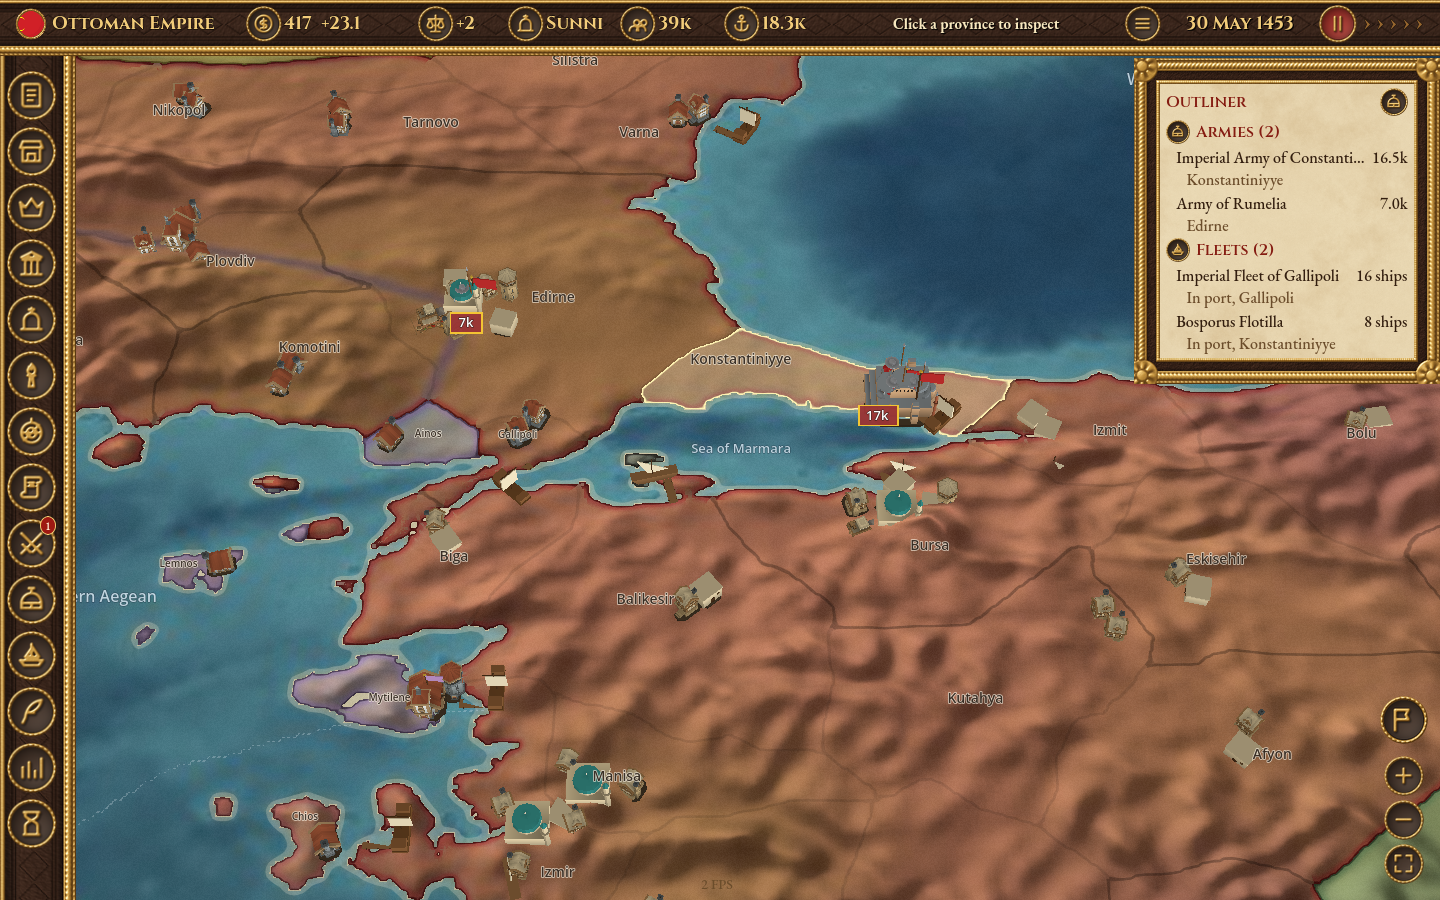 OTTOMAN EMPIRE 417 +23.1 +2 SUNNI 39K 18.3K Click a province to inspect 30 MAY 1453
Silistra
Nikopol
Tarnovo
Varna
Plovdiv
Edirne
7k
Komotini
Konstantiniyye
17k
Ainos
Gallipoli
Sea of Marmara
Izmit
Bolu
Biga
Bursa
Eskisehir
Lemnos
ern Aegean
Balikesir
Mytilene
Kutahya
Afyon
Manisa
Chios
Izmir
2 FPS
1
OUTLINER
ARMIES (2)
Imperial Army of Constanti... 16.5k
Konstantiniyye
Army of Rumelia 7.0k
Edirne
FLEETS (2)
Imperial Fleet of Gallipoli 16 ships
In port, Gallipoli
Bosporus Flotilla 8 ships
In port, Konstantiniyye